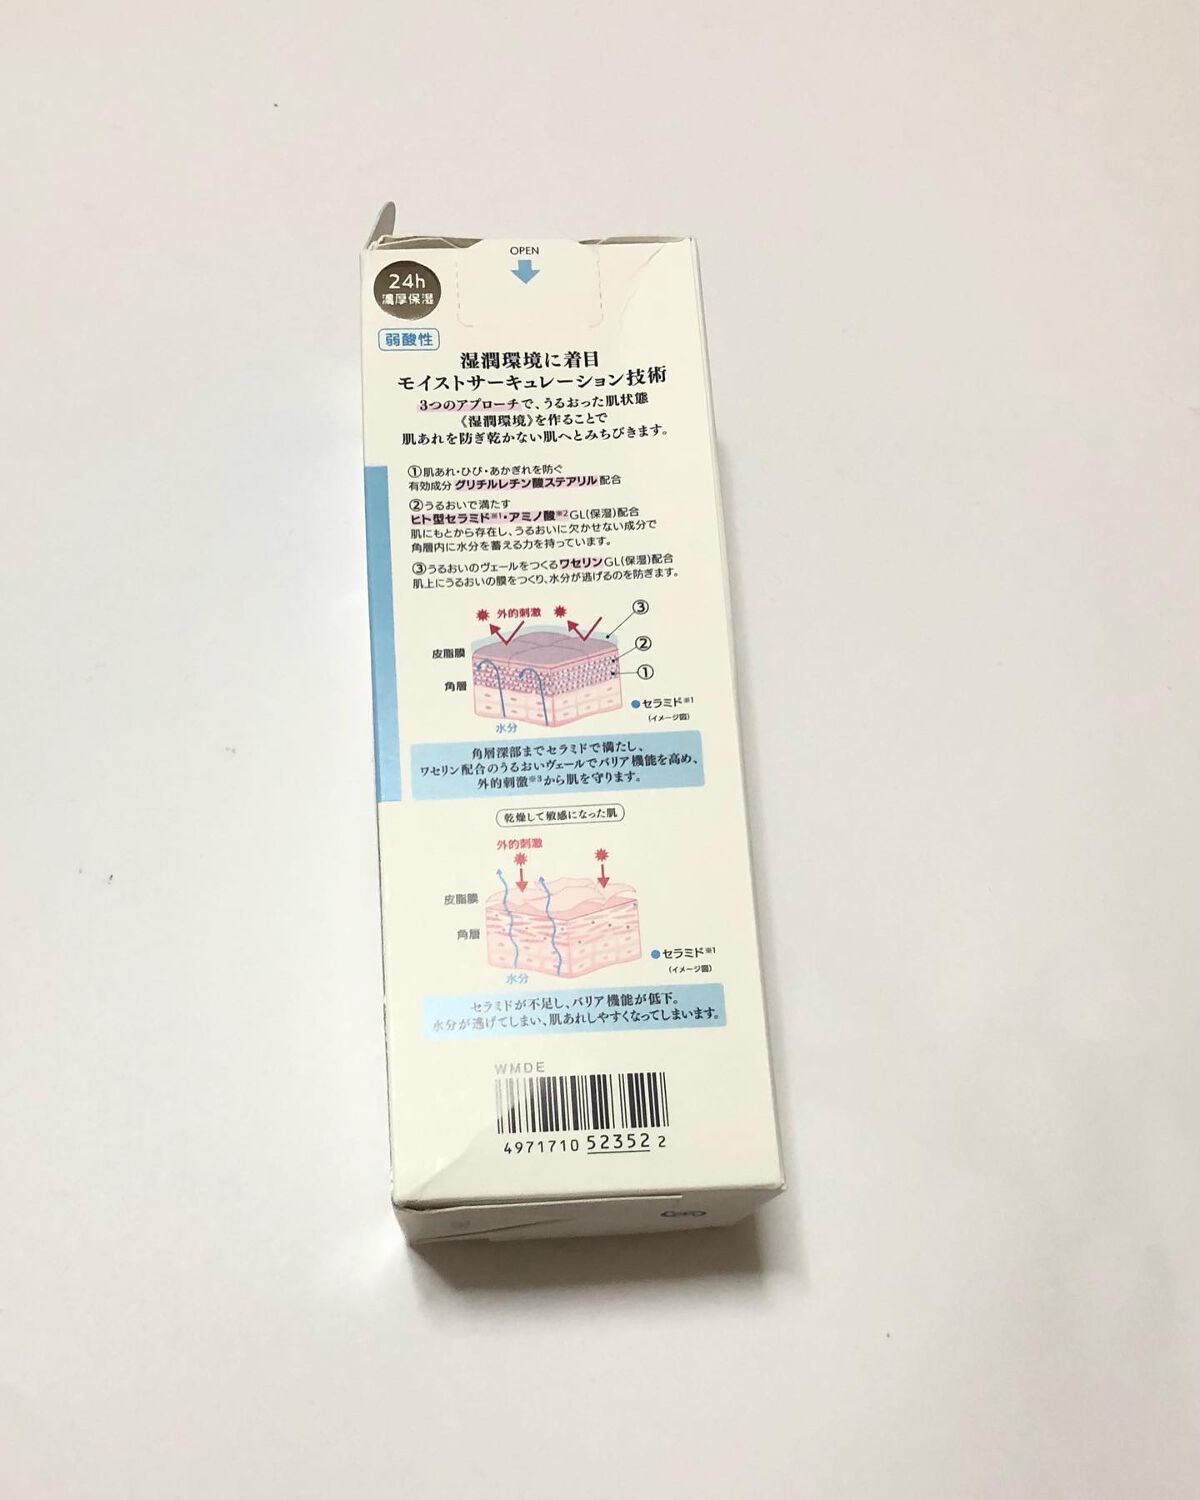 OPEN
24h
濃厚保湿
弱酸性
湿潤環境に着目
モイストサーキュレーション技術
3つのアプローチで、うるおった肌状態
《湿潤環境》を作ることで
肌あれを防ぎ乾かない肌へとみちびきます。
①肌あれ・ひび・あかぎれを防ぐ
有効成分 グリチルレチン酸ステアリル 配合
②うるおいで満たす
ヒト型セラミド※1・アミノ酸※2 GL(保湿)配合
肌にもとから存在し、うるおいに欠かせない成分で
角層内に水分を蓄える力を持っています。
③うるおいのヴェールをつくるワセリン GL(保湿)配合
肌上にうるおいの膜をつくり、水分が逃げるのを防ぎます。
外的刺激
③
皮脂膜
②
角層
①
セラミド※1
(イメージ図)
水分
角層深部までセラミドで満たし、
ワセリン配合のうるおいヴェールでバリア機能を高め、
外的刺激※3から肌を守ります。
乾燥して敏感になった肌
外的刺激
皮脂膜
角層
セラミド※1
(イメージ図)
水分
セラミドが不足し、バリア機能が低下。
水分が逃げてしまい、肌あれしやすくなってしまいます。
WMDE
4971710 52352 2